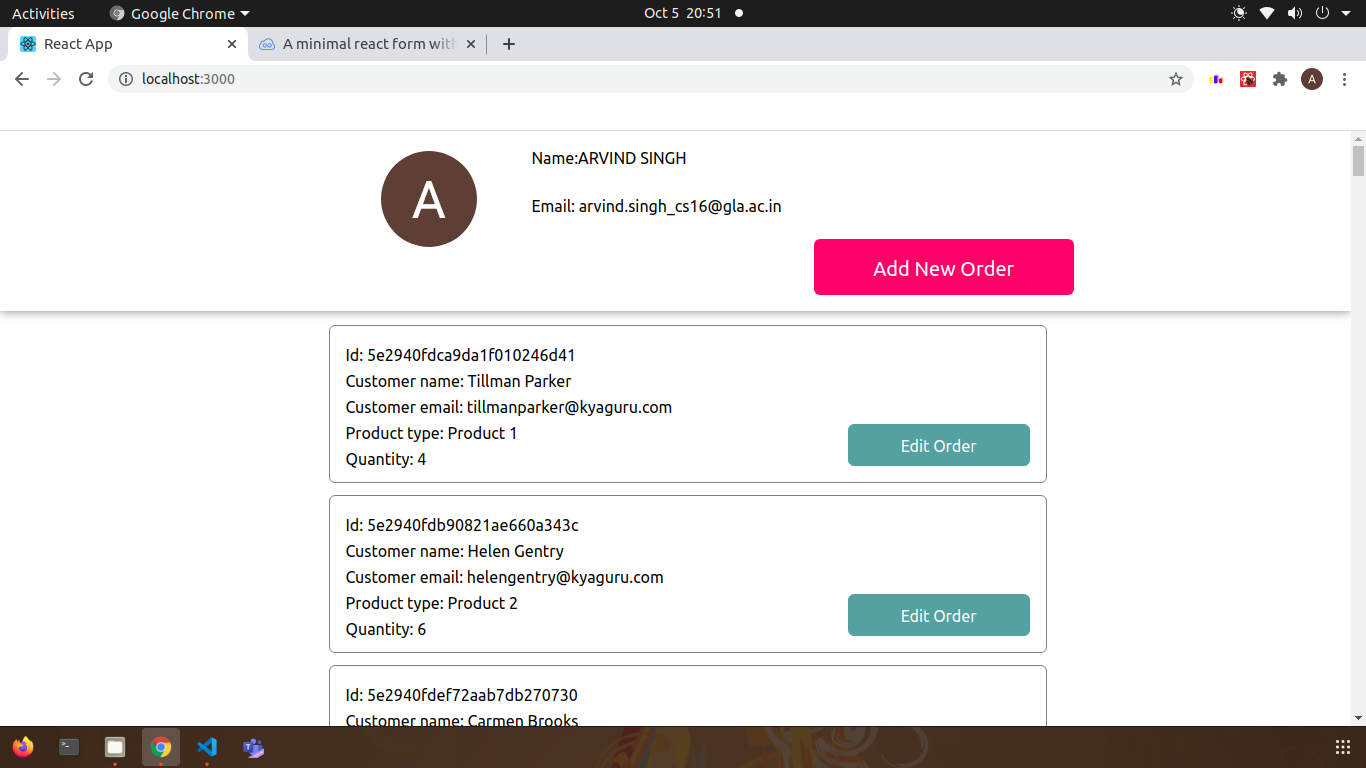 Activities
Google Chrome
Oct 5 20:51
React App
A minimal react form with
localhost:3000
A
A
Name:ARVIND SINGH
Email: arvind.singh_cs16@gla.ac.in
Add New Order
Id: 5e2940fdca9da1f010246d41
Customer name: Tillman Parker
Customer email: tillmanparker@kyaguru.com
Product type: Product 1
Quantity: 4
Edit Order
Id: 5e2940fdb90821ae660a343c
Customer name: Helen Gentry
Customer email: helengentry@kyaguru.com
Product type: Product 2
Quantity: 6
Edit Order
Id: 5e2940fdef72aab7db270730
Customer name: Carmen Brooks